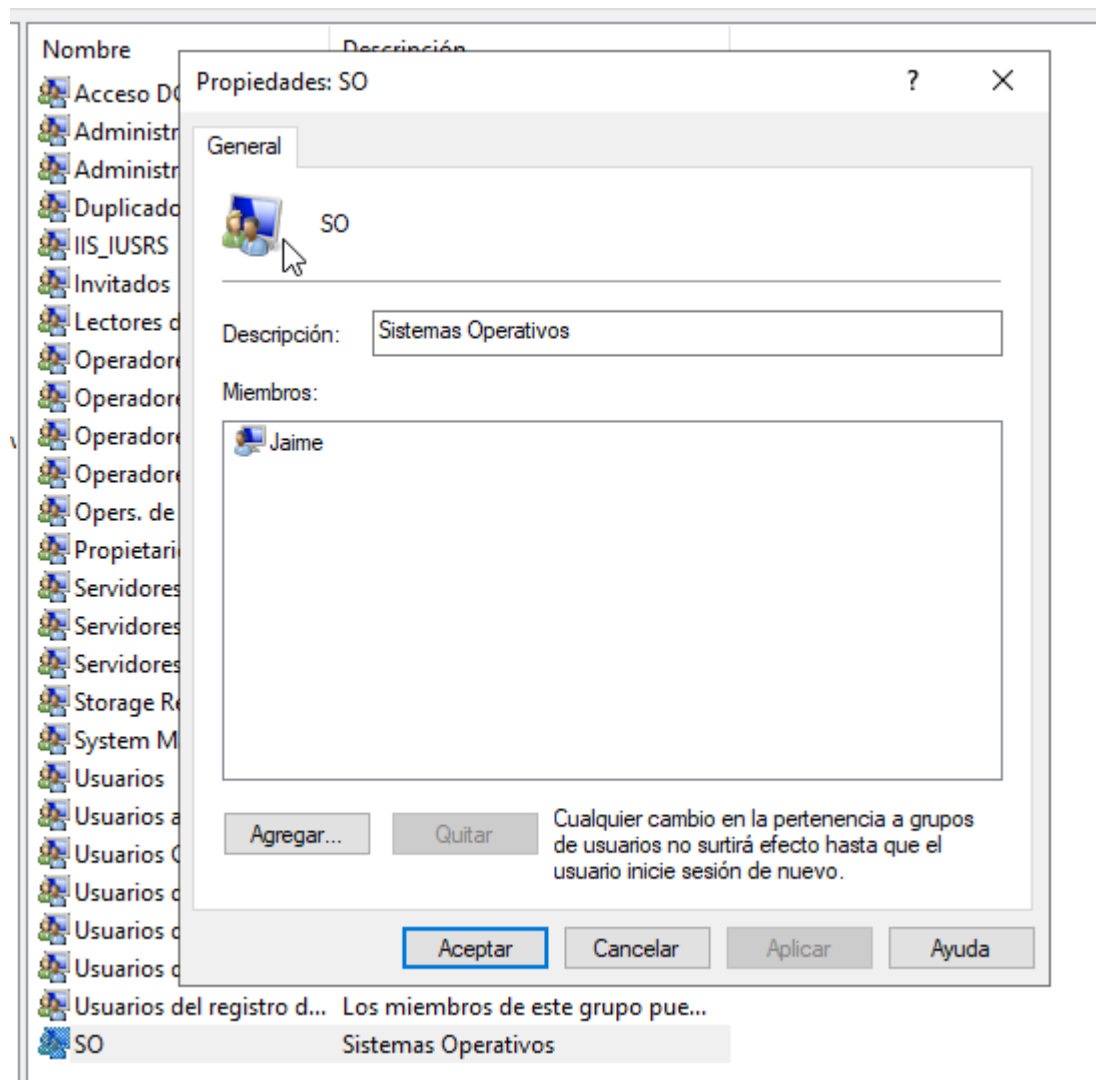 Nombre Descripción
Propiedades: SO ?
Acceso
Administr
General
Administr
Duplicado
SO
IIS_IUSRS
Invitados
Lectores d
Descripción: Sistemas Operativos
Operadore
Miembros:
Operadore
Operadore
Jaime
Operadore
Opers. de
Propietari
Servidores
Servidores
Servidores
Storage Re
System M
Usuarios
Usuarios a
Agregar... Quitar Cualquier cambio en la pertenencia a grupos
de usuarios no surtirá efecto hasta que el
usuario inicie sesión de nuevo.
Usuarios
Usuarios
Usuarios
Usuarios
Aceptar Cancelar Aplicar Ayuda
Usuarios del registro d... Los miembros de este grupo pue...
SO Sistemas Operativos